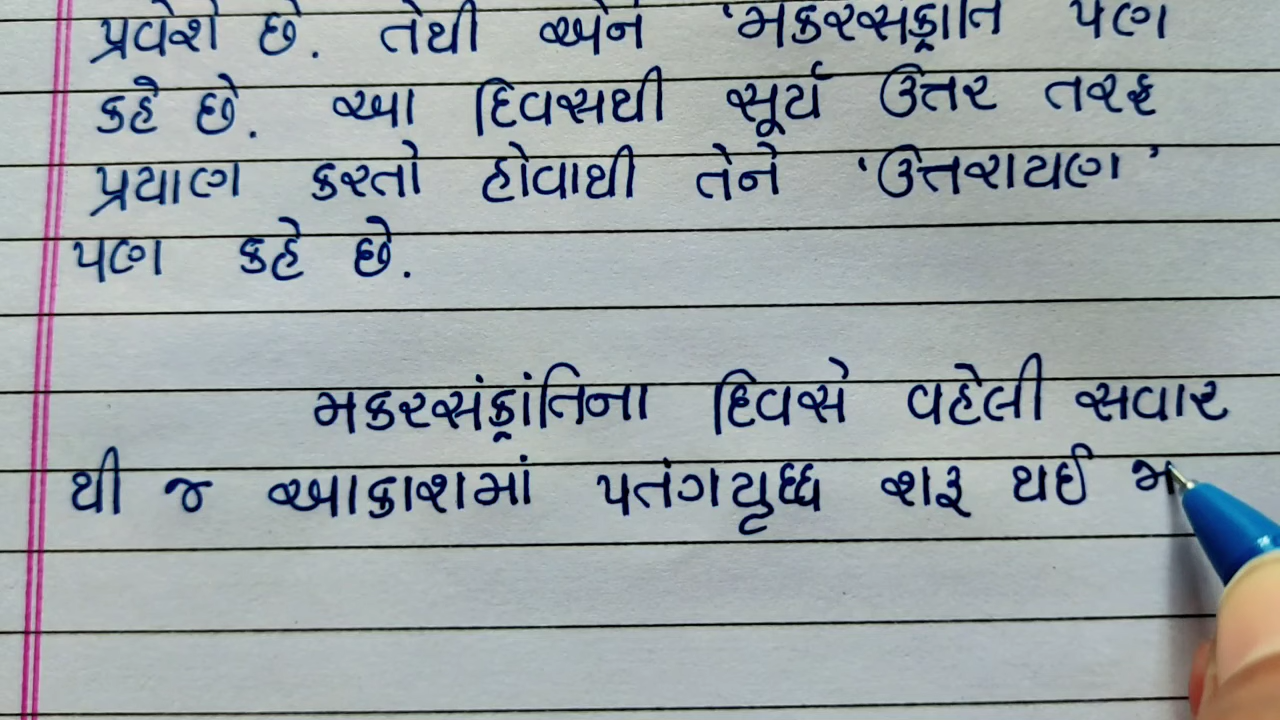 પ્રવેશે છે. તેથી એને 'મકરસંક્રાંતિ પણ
કહે છે. આ દિવસથી સૂર્ય ઉત્તર તરફ
પ્રયાણ કરતો હોવાથી તેને 'ઉત્તરાયણ'
પણ કહે છે.
મકરસંક્રાંતિના દિવસે વહેલી સવાર
થી જ આકાશમાં પતંગયુદ્ધ શરૂ થઈ જા